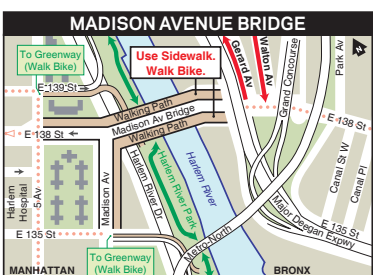 MADISON AVENUE BRIDGE
To Greenway
(Walk Bike)
Use Sidewalk.
Walk Bike.
Gerard Av
Walton Av
Grand Concourse
Park Av
N
E 139 St
Walking Path
Madison Av Bridge
Walking Path
E 138 St
E 138 St
Harlem
Hospital
5 Av
Madison Av
Harlem River Dr
Harlem River Park
Harlem River
Canal St W
Canal Pl
Major Deegan Expwy
E 135 St
E 135 St
Metro-North
To Greenway
(Walk Bike)
MANHATTAN
BRONX